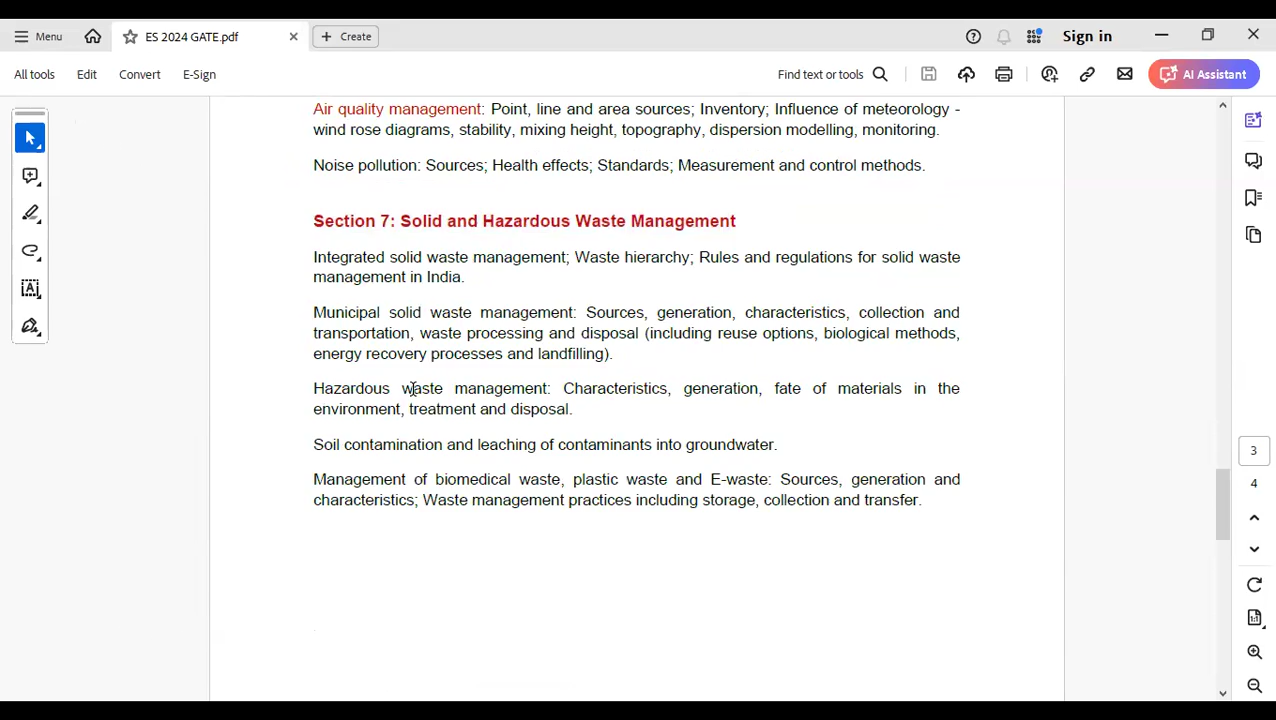 Menu
ES 2024 GATE.pdf
Create
Sign in
All tools
Edit
Convert
E-Sign
Find text or tools
AI Assistant
Air quality management: Point, line and area sources; Inventory; Influence of meteorology -
wind rose diagrams, stability, mixing height, topography, dispersion modelling, monitoring.
Noise pollution: Sources; Health effects; Standards; Measurement and control methods.
Section 7: Solid and Hazardous Waste Management
Integrated solid waste management; Waste hierarchy; Rules and regulations for solid waste
management in India.
Municipal solid waste management: Sources, generation, characteristics, collection and
transportation, waste processing and disposal (including reuse options, biological methods,
energy recovery processes and landfilling).
Hazardous waste management: Characteristics, generation, fate of materials in the
environment, treatment and disposal.
Soil contamination and leaching of contaminants into groundwater.
Management of biomedical waste, plastic waste and E-waste: Sources, generation and
characteristics; Waste management practices including storage, collection and transfer.
3
4